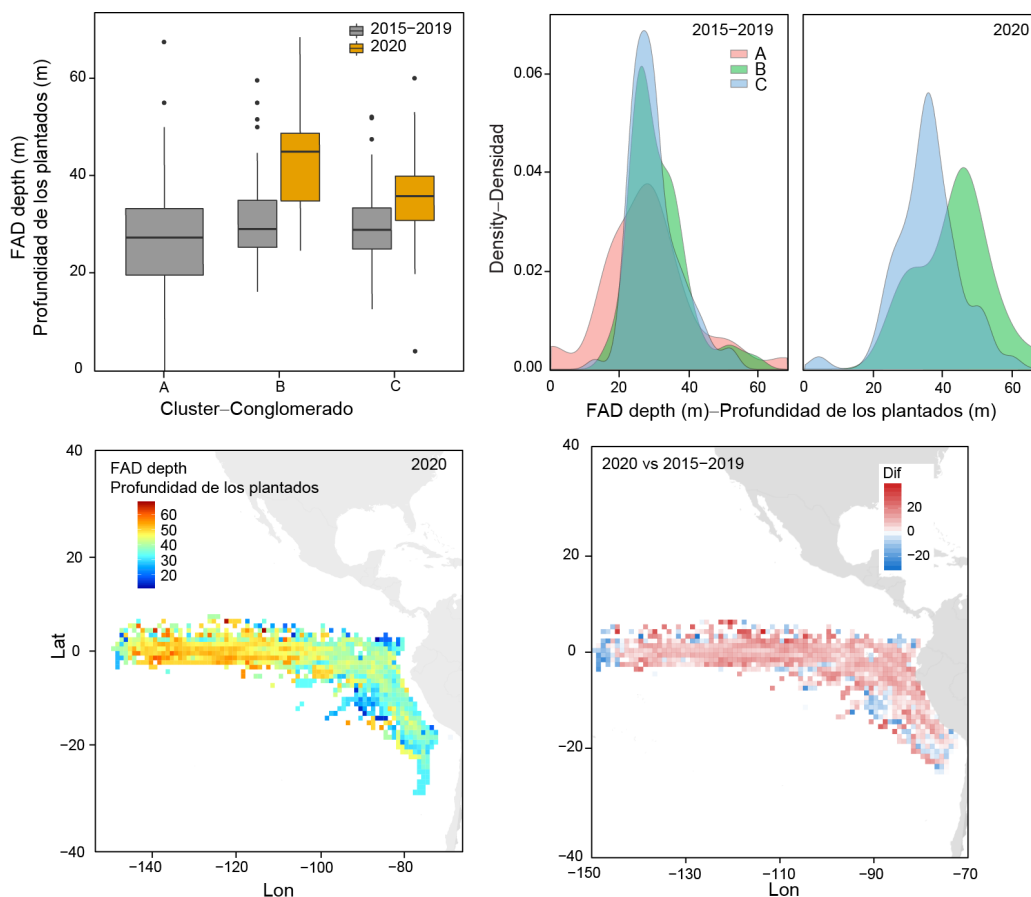 FAD depth (m)
Profundidad de los plantados (m)
60
40
20
0
2015−2019
2020
A
B
C
Cluster−Conglomerado
Density−Densidad
0.06
0.04
0.02
0.00
2015−2019
A
B
C
2020
0
20
40
60
0
20
40
60
FAD depth (m)−Profundidad de los plantados (m)
40
20
0
−20
−40
Lat
FAD depth
Profundidad de los plantados
2020
60
50
40
30
20
−140
−120
−100
−80
Lon
40
20
0
−20
−40
2020 vs 2015−2019
Dif
20
0
−20
−150
−130
−110
−90
−70
Lon